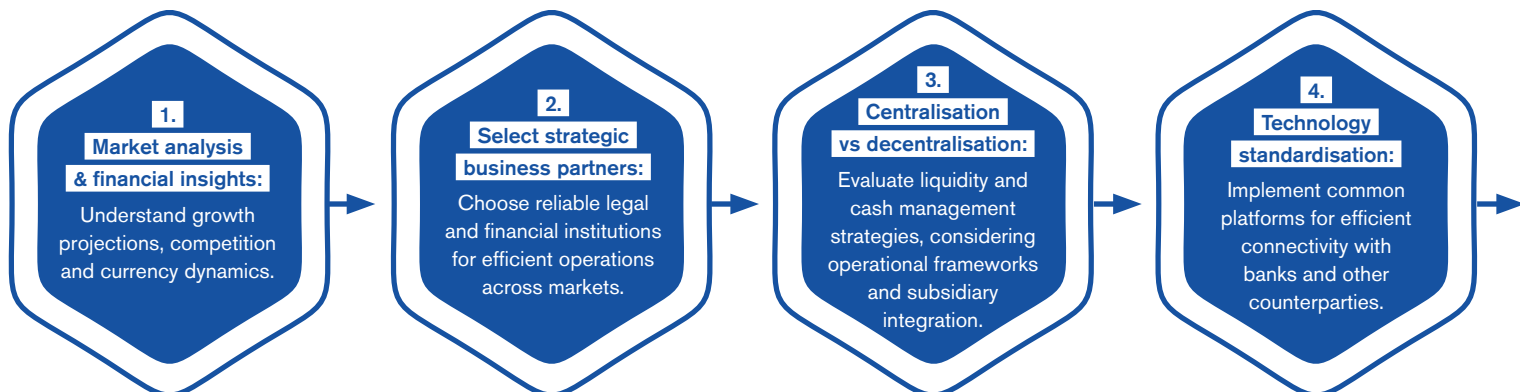 1.
Market analysis
& financial insights:
Understand growth
projections, competition
and currency dynamics.
2.
Select strategic
business partners:
Choose reliable legal
and financial institutions
for efficient operations
across markets.
3.
Centralisation
vs decentralisation:
Evaluate liquidity and
cash management
strategies, considering
operational frameworks
and subsidiary
integration.
4.
Technology
standardisation:
Implement common
platforms for efficient
connectivity with
banks and other
counterparties.